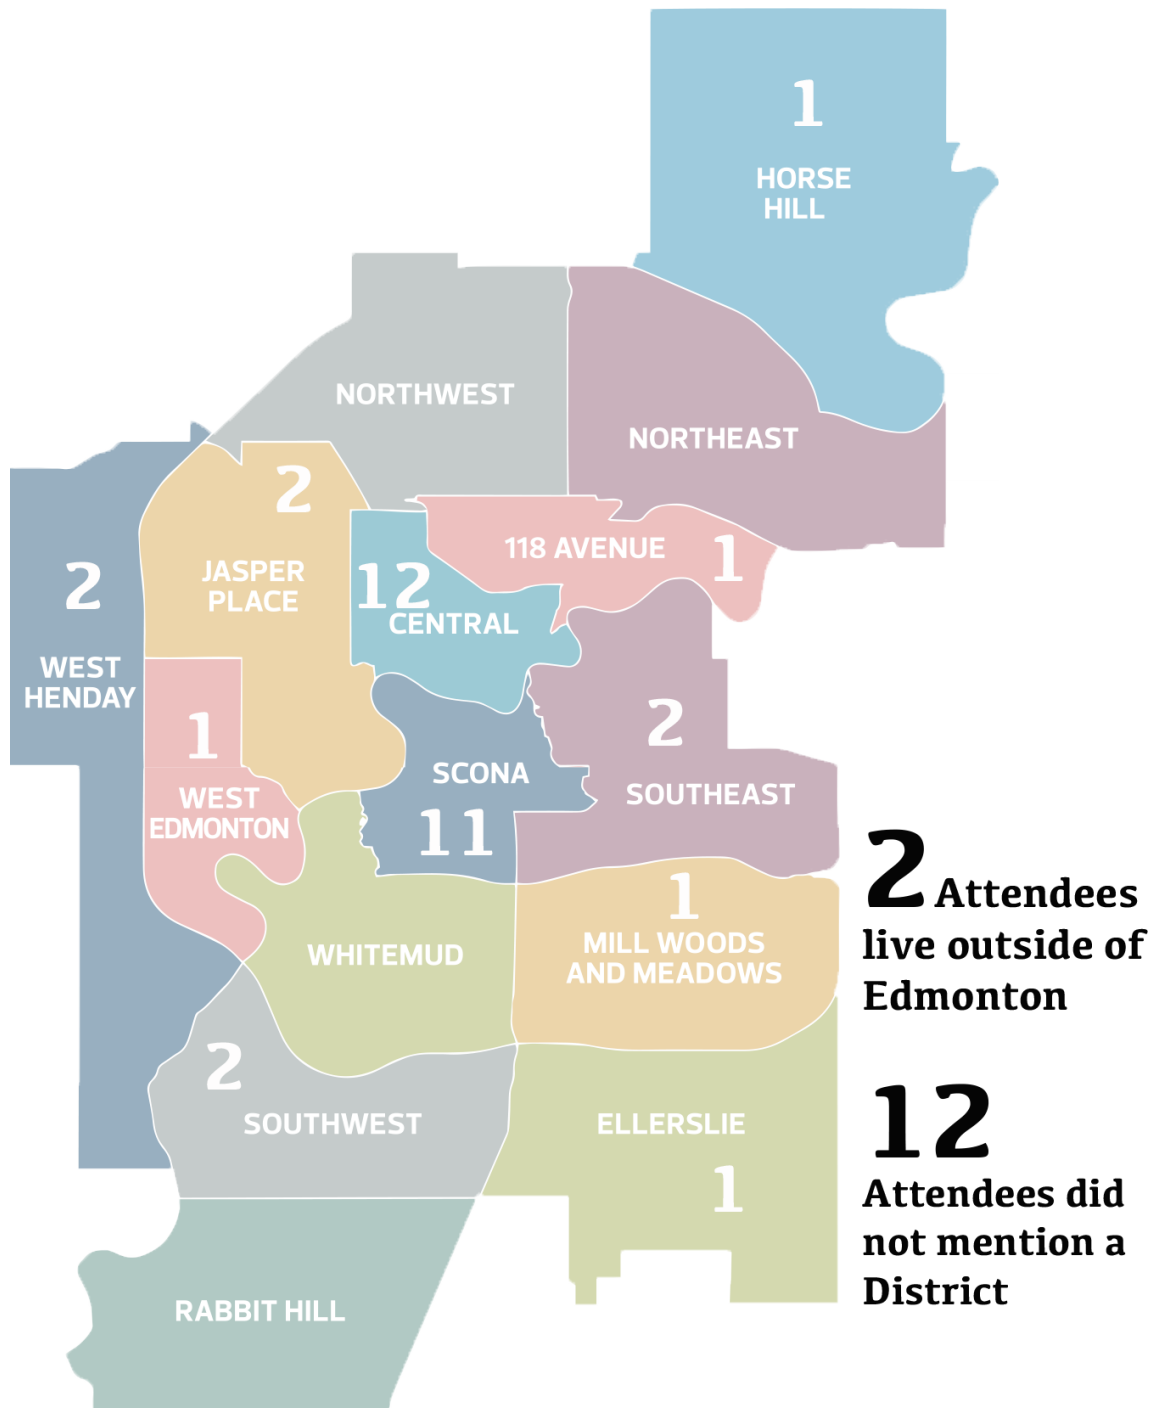 1
HORSE
HILL
NORTHWEST
NORTHEAST
2
JASPER
PLACE
118 AVENUE
1
12
CENTRAL
2
WEST
HENDAY
1
WEST
EDMONTON
SCONA
11
2
SOUTHEAST
WHITEMUD
1
MILL WOODS
AND MEADOWS
2
SOUTHWEST
ELLERSLIE
1
RABBIT HILL
2 Attendees
live outside of
Edmonton
12
Attendees did
not mention a
District